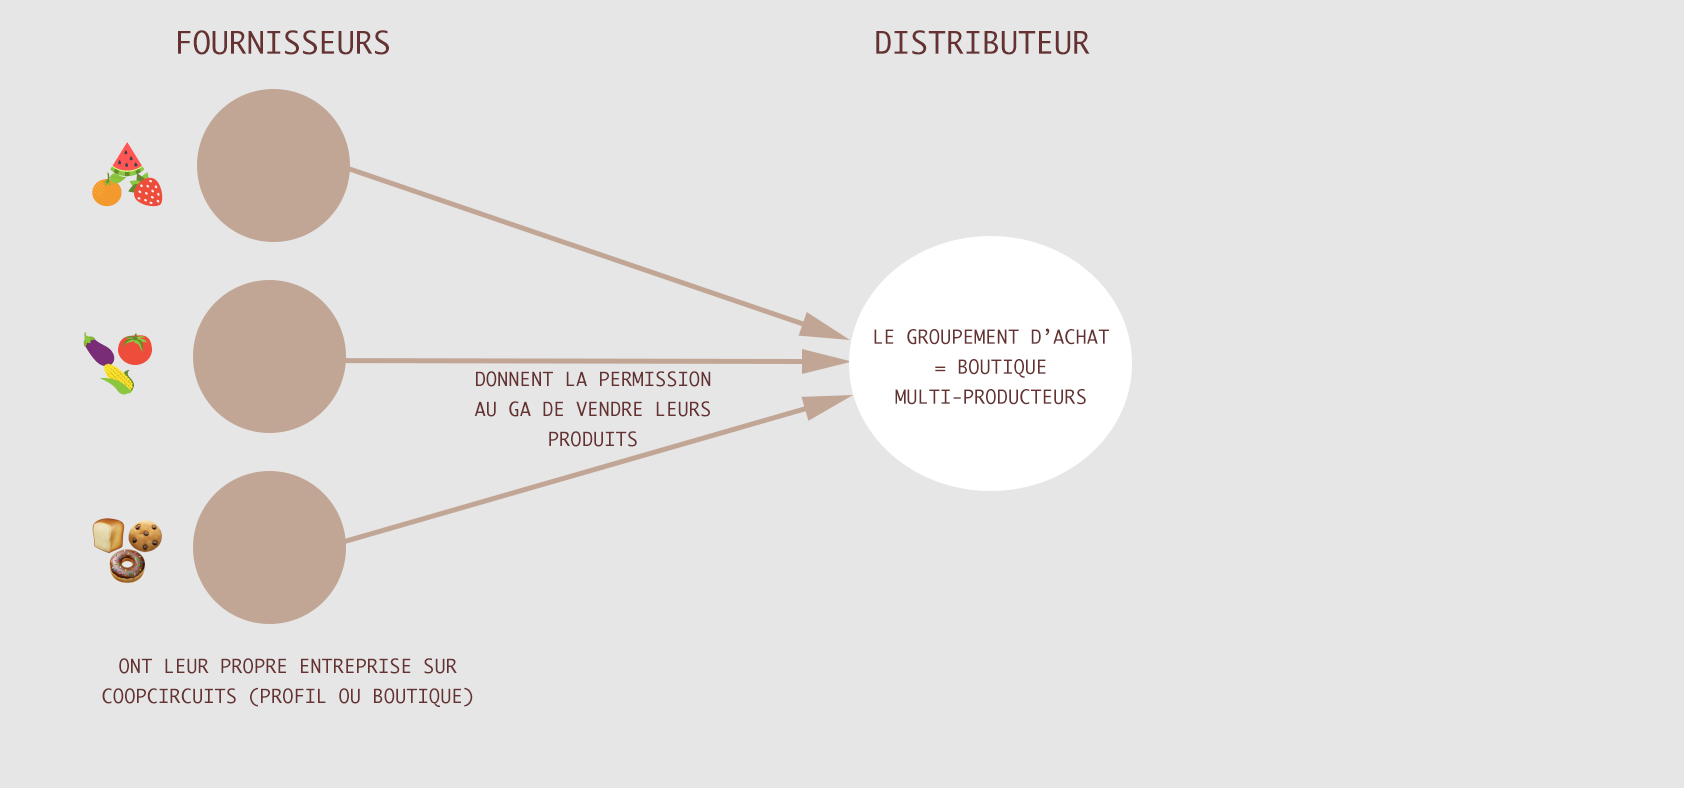 FOURNISSEURS
DISTRIBUTEUR
DONNENT LA PERMISSION
AU GA DE VENDRE LEURS
PRODUITS
LE GROUPEMENT D’ACHAT
= BOUTIQUE
MULTI-PRODUCTEURS
ONT LEUR PROPRE ENTREPRISE SUR
COOPCIRCUITS (PROFIL OU BOUTIQUE)